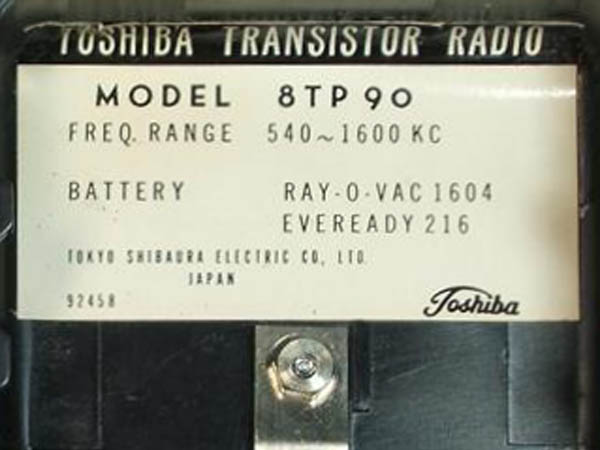 TOSHIBA TRANSISTOR RADIO
MODEL 8TP90
FREQ. RANGE 540~1600 KC
BATTERY RAY-O-VAC 1604
EVEREADY 216
TOKYO SHIBAURA ELECTRIC CO., LTD.
JAPAN
92458 Toshiba